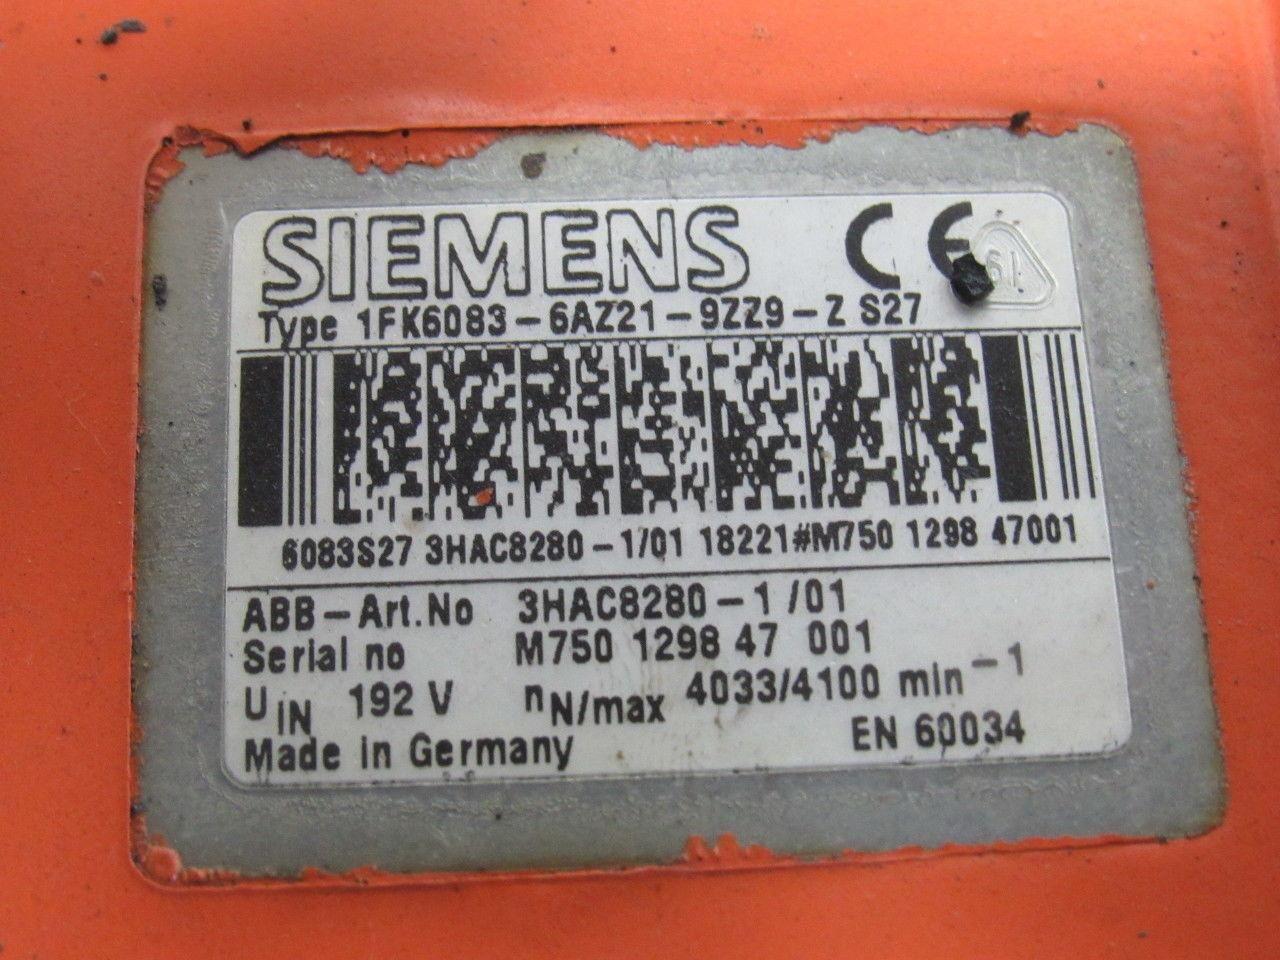 SIEMENS CE
Type 1FK6083-6AZ21-9ZZ9-Z S27
6083S27 3HAC8280-1/01 18221#M750 1298 47001
ABB-Art.No 3HAC8280-1/01
Serial no M750 1298 47 001
UIN 192 V nN/max 4033/4100 min-1
Made in Germany EN 60034